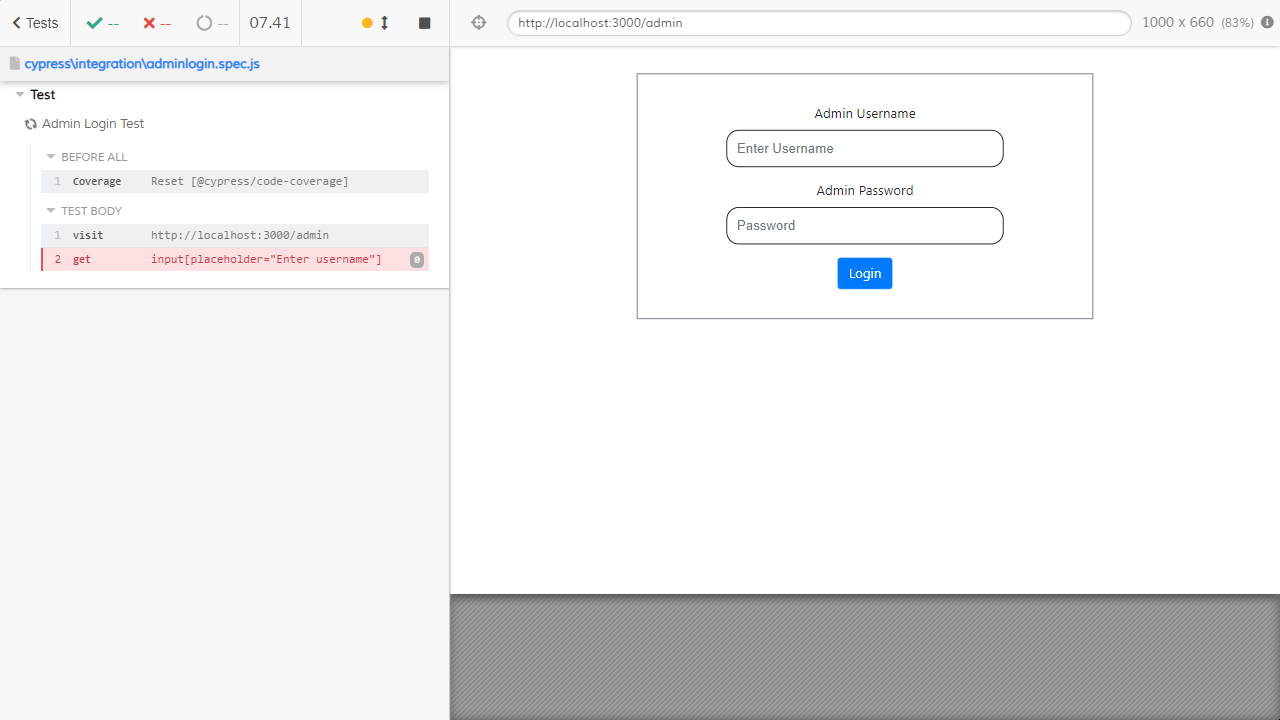 Tests -- -- -- 07.41
http://localhost:3000/admin 1000 x 660 (83%)
cypress\integration\adminlogin.spec.js
Test
Admin Login Test
BEFORE ALL
1 Coverage Reset [@cypress/code-coverage]
TEST BODY
1 visit http://localhost:3000/admin
2 get input[placeholder="Enter username"] 0
Admin Username
Enter Username
Admin Password
Password
Login